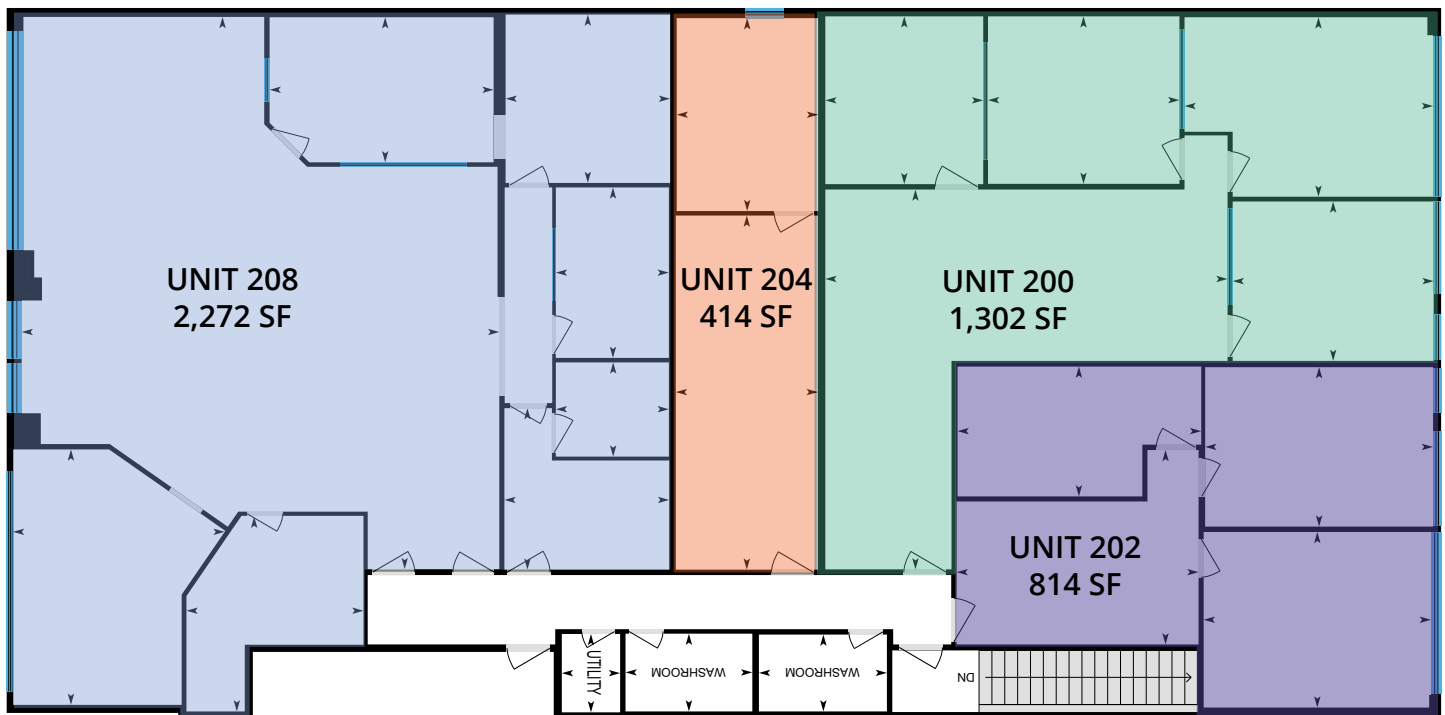 UNIT 208
2,272 SF
UNIT 204
414 SF
UNIT 200
1,302 SF
UNIT 202
814 SF
UTILITY
WASHROOM
WASHROOM
DN